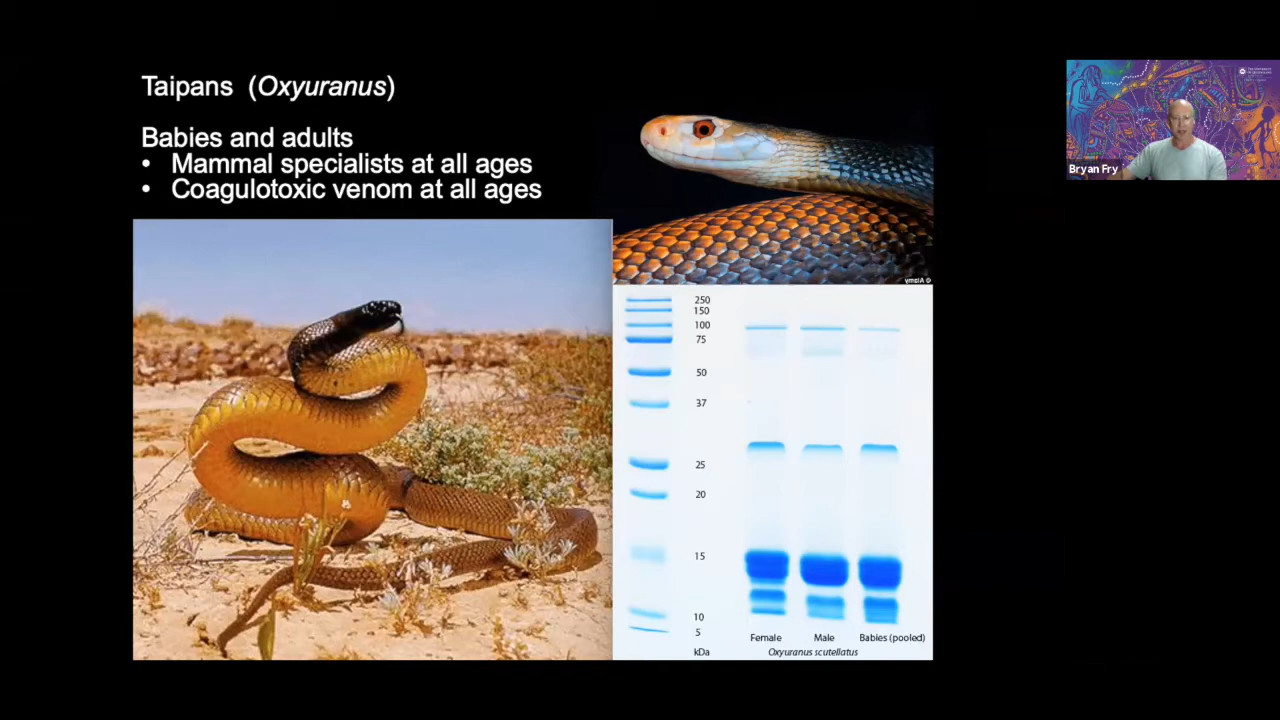 Taipans (Oxyuranus)
Babies and adults
• Mammal specialists at all ages
• Coagulotoxic venom at all ages
Bryan Fry
© Alamy
250
150
100
75
50
37
25
20
15
10
5
kDa
Female Male Babies (pooled)
Oxyuranus scutellatus